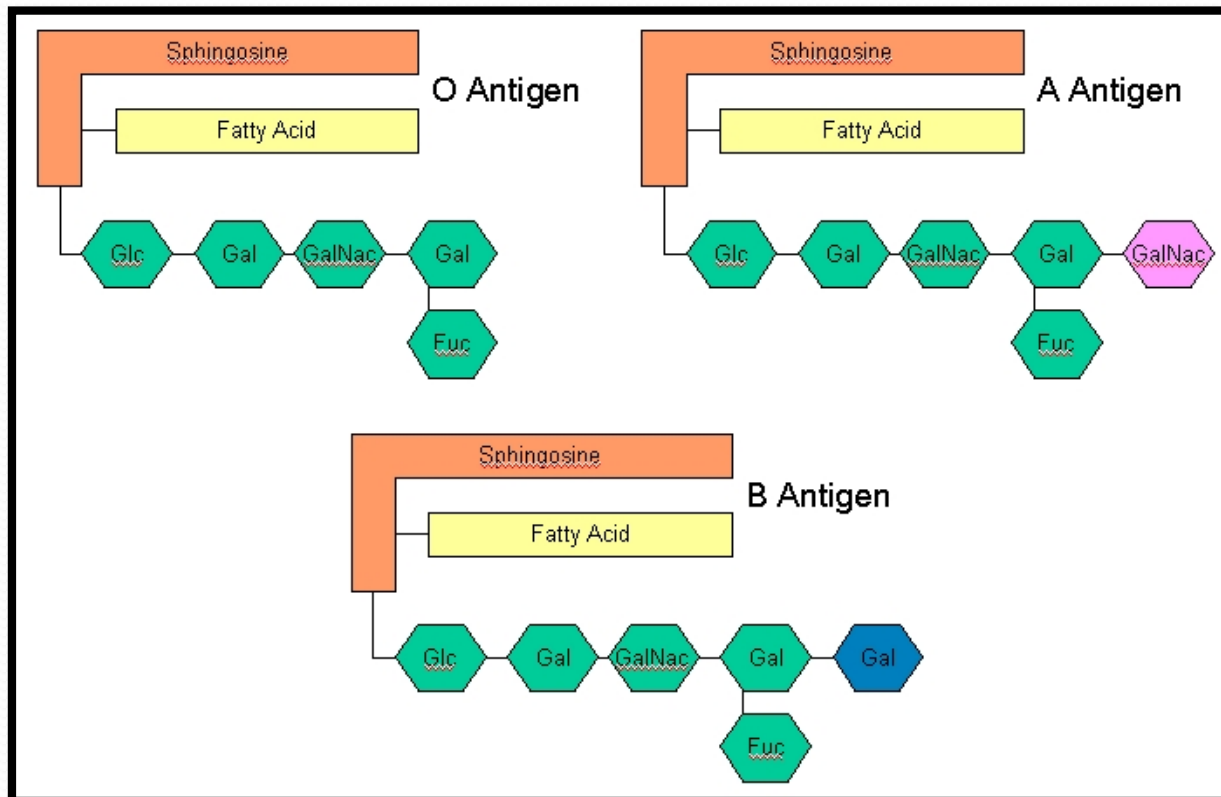 Sphingosine
O Antigen
Fatty Acid
Glc Gal GalNac Gal
Fuc
Sphingosine
A Antigen
Fatty Acid
Glc Gal GalNac Gal GalNac
Fuc
Sphingosine
B Antigen
Fatty Acid
Glc Gal GalNac Gal Gal
Fuc